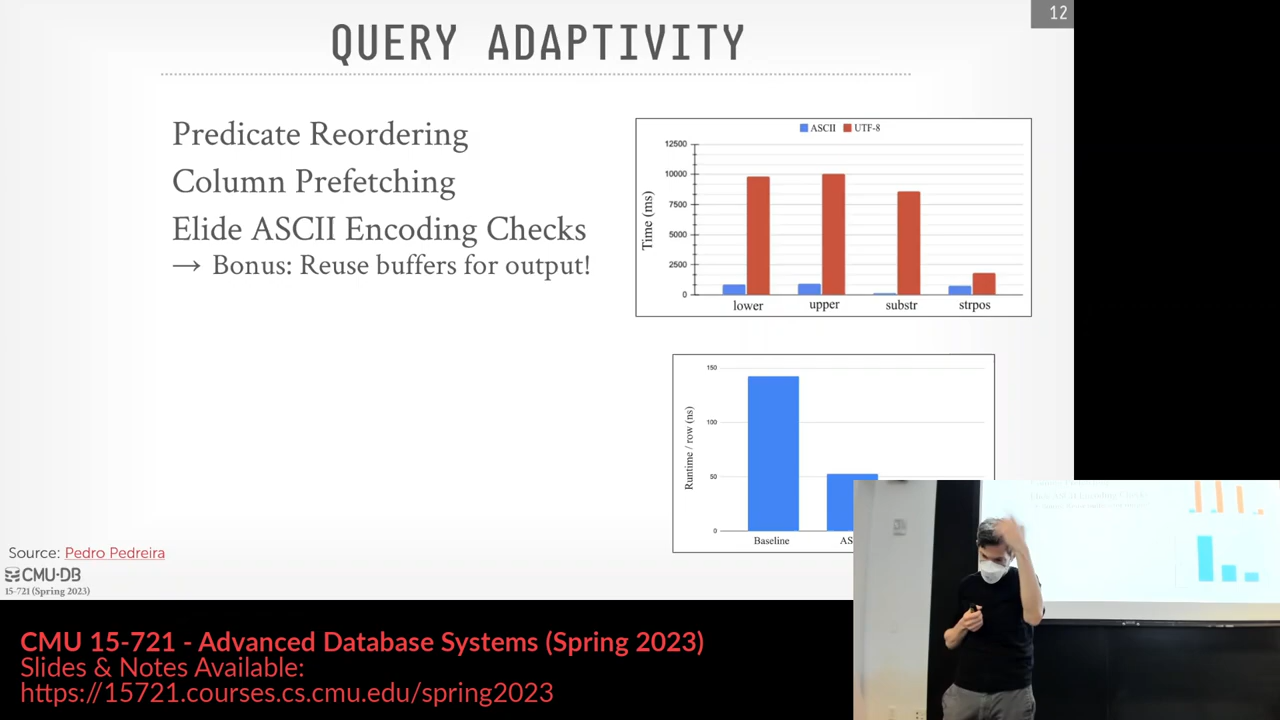 12
QUERY ADAPTIVITY
Predicate Reordering
Column Prefetching
Elide ASCII Encoding Checks
→ Bonus: Reuse buffers for output!
ASCII UTF-8
12500
10000
7500
5000
2500
0
Time (ms)
lower upper substr strpos
150
100
50
0
Runtime / row (ns)
Baseline AS
Source: Pedro Pedreira
CMU·DB
15-721 (Spring 2023)
CMU 15-721 - Advanced Database Systems (Spring 2023)
Slides & Notes Available:
https://15721.courses.cs.cmu.edu/spring2023